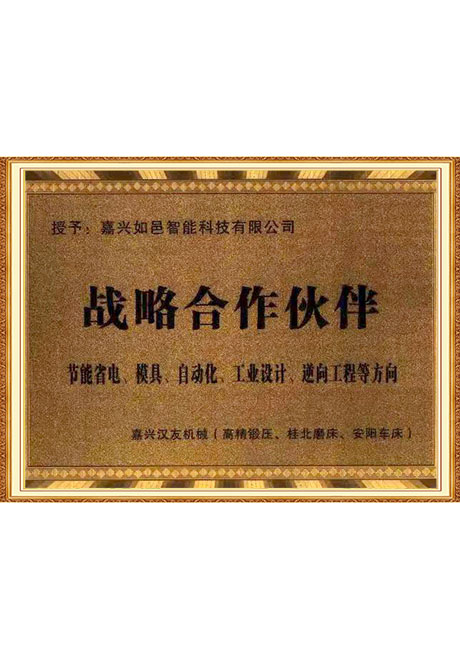 授予：嘉兴如邑智能科技有限公司
战略合作伙伴
节能省电、模具、自动化、工业设计、逆向工程等方向
嘉兴汉友机械（高精锻压、桂北磨床、安阳车床）